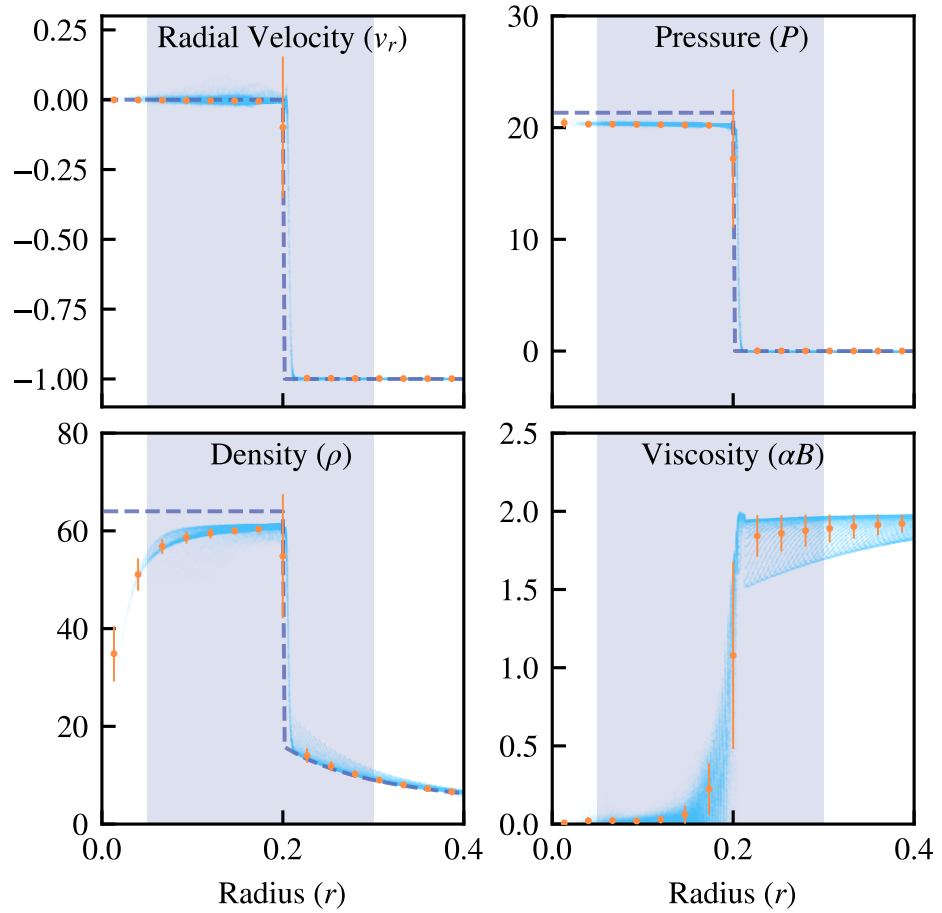 Radial Velocity (v_r)
0.25
0.00
−0.25
−0.50
−0.75
−1.00
Pressure (P)
30
20
10
0
Density (ρ)
80
60
40
20
0
0.0 0.2 0.4
Radius (r)
Viscosity (αB)
2.5
2.0
1.5
1.0
0.5
0.0
0.0 0.2 0.4
Radius (r)